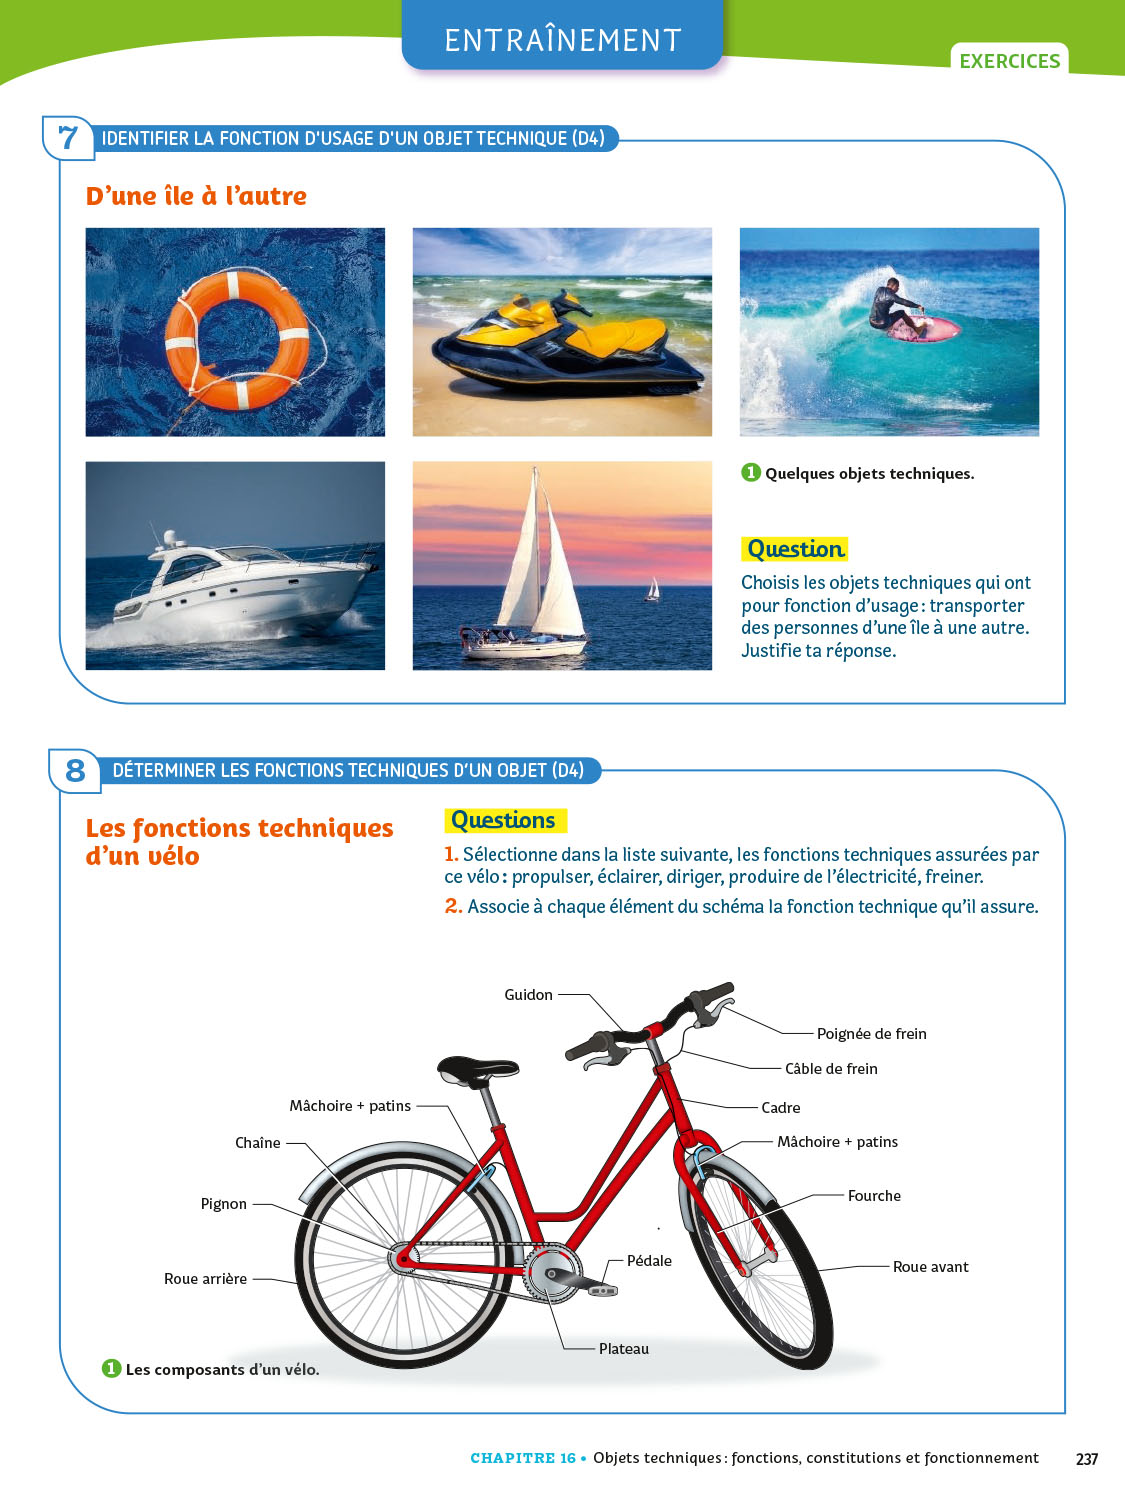 ENTRAÎNEMENT
EXERCICES
7
IDENTIFIER LA FONCTION D'USAGE D'UN OBJET TECHNIQUE (D4)
D'une île à l'autre
1 Quelques objets techniques.
Question
Choisis les objets techniques qui ont
pour fonction d'usage : transporter
des personnes d'une île à une autre.
Justifie ta réponse.
8
DÉTERMINER LES FONCTIONS TECHNIQUES D'UN OBJET (D4)
Les fonctions techniques
d'un vélo
Questions
1. Sélectionne dans la liste suivante, les fonctions techniques assurées par
ce vélo : propulser, éclairer, diriger, produire de l'électricité, freiner.
2. Associe à chaque élément du schéma la fonction technique qu'il assure.
Guidon
Poignée de frein
Câble de frein
Mâchoire + patins
Cadre
Chaîne
Mâchoire + patins
Pignon
Fourche
Pédale
Roue avant
Roue arrière
Plateau
1 Les composants d'un vélo.
CHAPITRE 16 • Objets techniques : fonctions, constitutions et fonctionnement
237